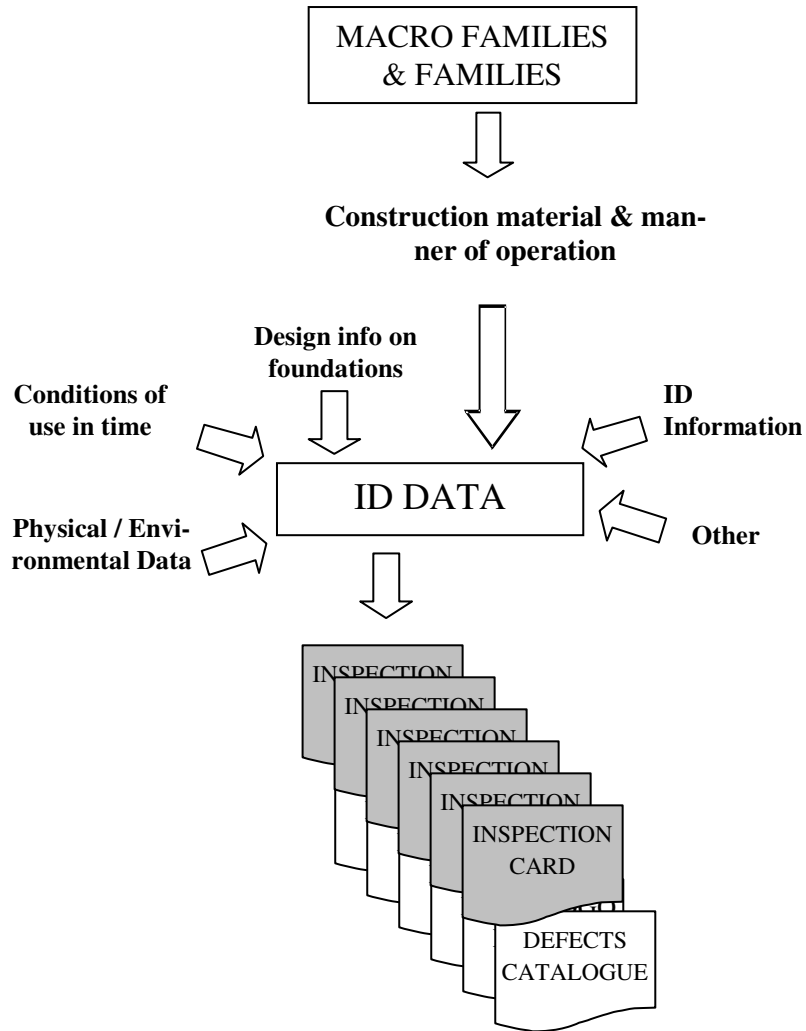 MACRO FAMILIES
& FAMILIES
Construction material & man-
ner of operation
Design info on
foundations
Conditions of
use in time
ID
Information
ID DATA
Physical / Envi-
ronmental Data
Other
INSPECTION
INSPECTION
INSPECTION
INSPECTION
INSPECTION
INSPECTION
CARD
DEFECTS
CATALOGUE